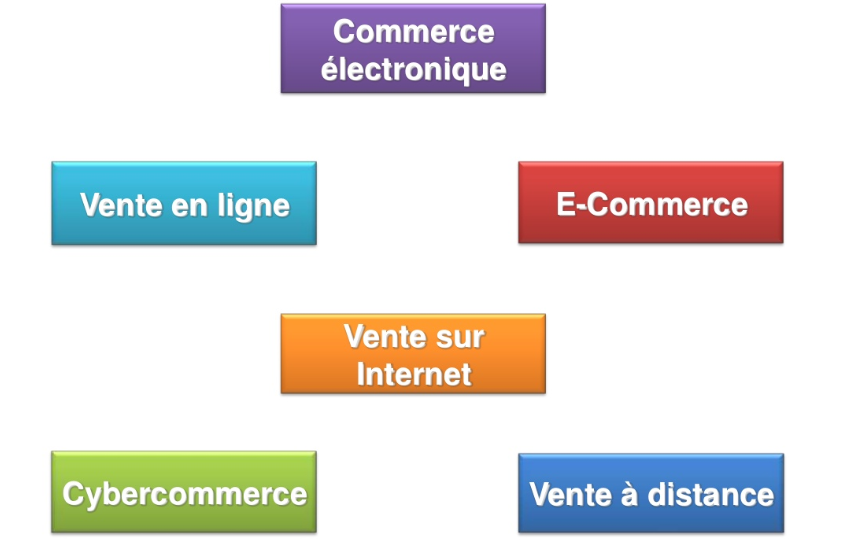 Commerce
électronique
Vente en ligne
E-Commerce
Vente sur
Internet
Cybercommerce
Vente à distance